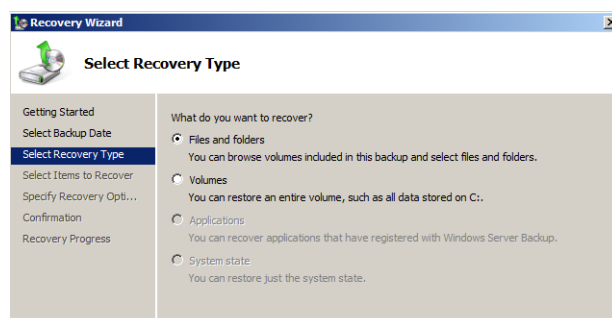 Recovery Wizard
Select Recovery Type
Getting Started
Select Backup Date
Select Recovery Type
Select Items to Recover
Specify Recovery Opti...
Confirmation
Recovery Progress
What do you want to recover?
Files and folders
You can browse volumes included in this backup and select files and folders.
Volumes
You can restore an entire volume, such as all data stored on C:.
Applications
You can recover applications that have registered with Windows Server Backup.
System state
You can restore just the system state.